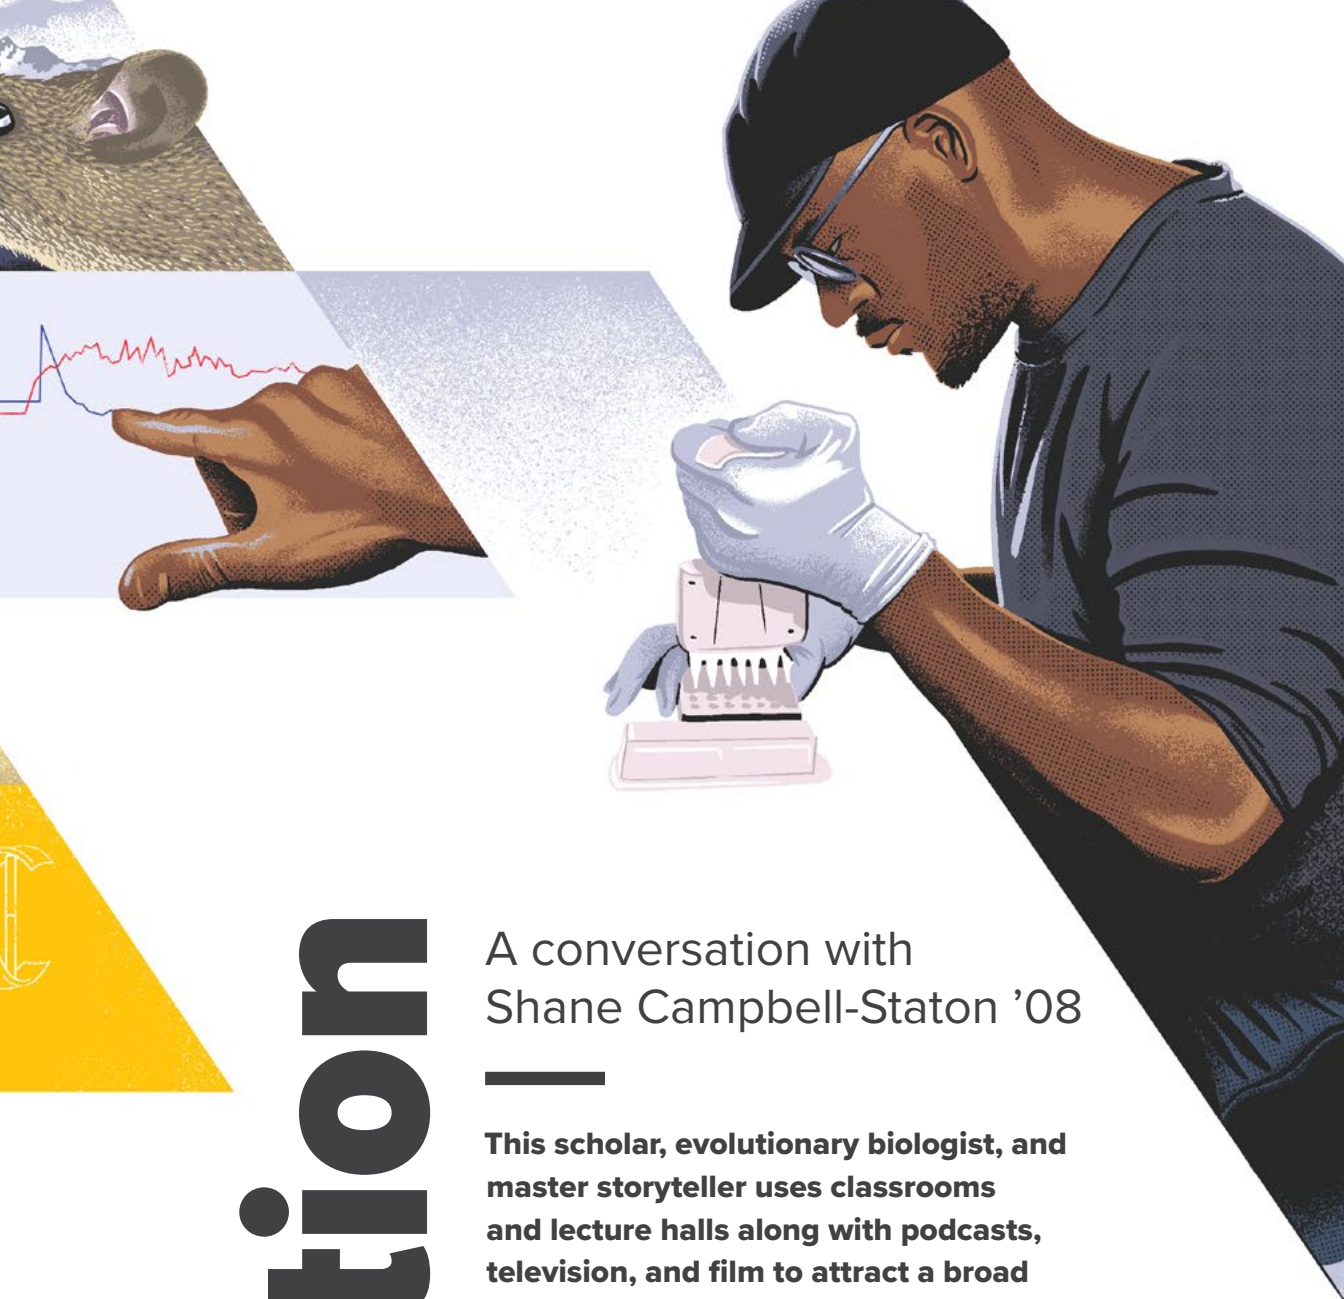 A conversation with
Shane Campbell-Staton ’08
This scholar, evolutionary biologist, and
master storyteller uses classrooms
and lecture halls along with podcasts,
television, and film to attract a broad
tion